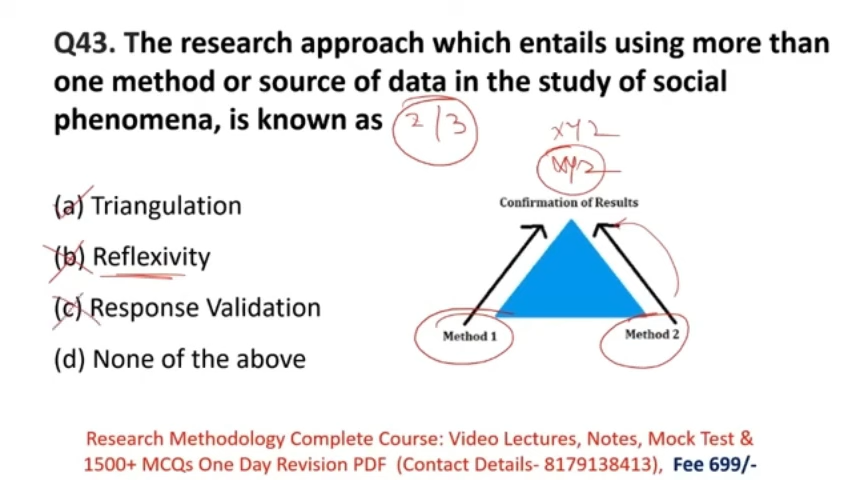 Q43. The research approach which entails using more than
one method or source of data in the study of social
phenomena, is known as 2/3
xyz
xyz
Confirmation of Results
(a) Triangulation
(b) Reflexivity
(c) Response Validation
(d) None of the above
Method 1
Method 2
Research Methodology Complete Course: Video Lectures, Notes, Mock Test &
1500+ MCQs One Day Revision PDF (Contact Details- 8179138413), Fee 699/-